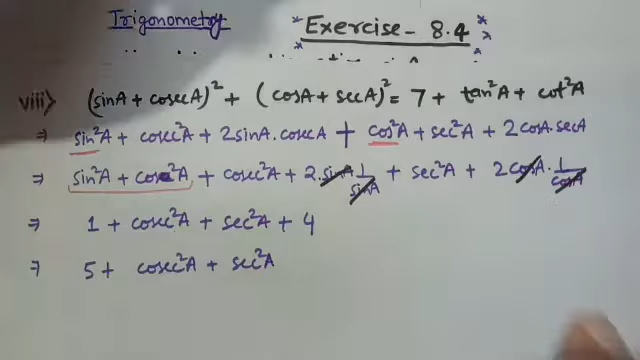 Trigonometry
* Exercise - 8.4 *
viii> (sinA + cosecA)² + (cosA + secA)² = 7 + tan²A + cot²A
⇒ sin²A + cosec²A + 2sinA.cosecA + cos²A + sec²A + 2cosA.secA
⇒ sin²A + cos²A + cosec²A + 2.sinA 1/sinA + sec²A + 2cosA.1/cosA
⇒ 1 + cosec²A + sec²A + 4
⇒ 5 + cosec²A + sec²A